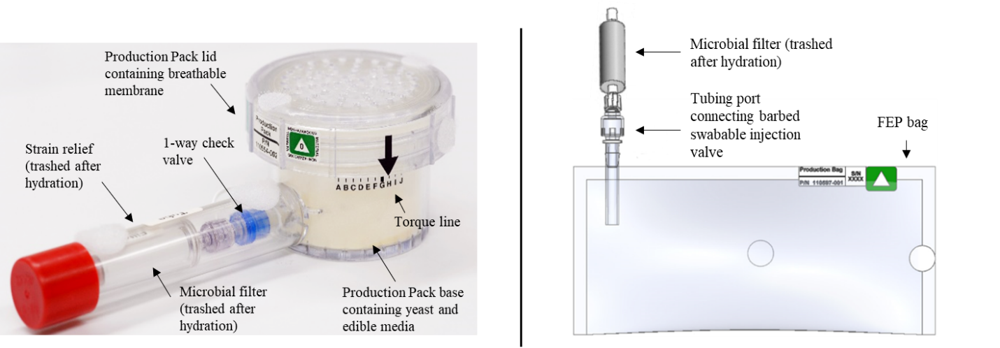 Production Pack lid
containing breathable
membrane
Strain relief
(trashed after
hydration)
1-way check
valve
Production
Pack
P/N
0
A B C D E F G H I J
Torque line
Microbial filter
(trashed after
hydration)
Production Pack base
containing yeast and
edible media
Microbial filter (trashed
after hydration)
Tubing port
connecting barbed
swabable injection
valve
FEP bag
Production Bag
P/N 110597-001
S/N
XXXX